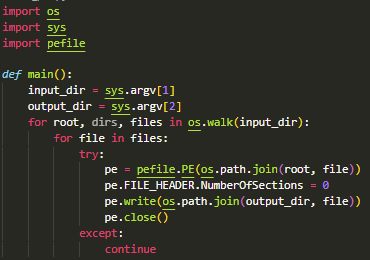 import os
import sys
import pefile
def main():
    input_dir = sys.argv[1]
    output_dir = sys.argv[2]
    for root, dirs, files in os.walk(input_dir):
        for file in files:
            try:
                pe = pefile.PE(os.path.join(root, file))
                pe.FILE_HEADER.NumberOfSections = 0
                pe.write(os.path.join(output_dir, file))
                pe.close()
            except:
                continue